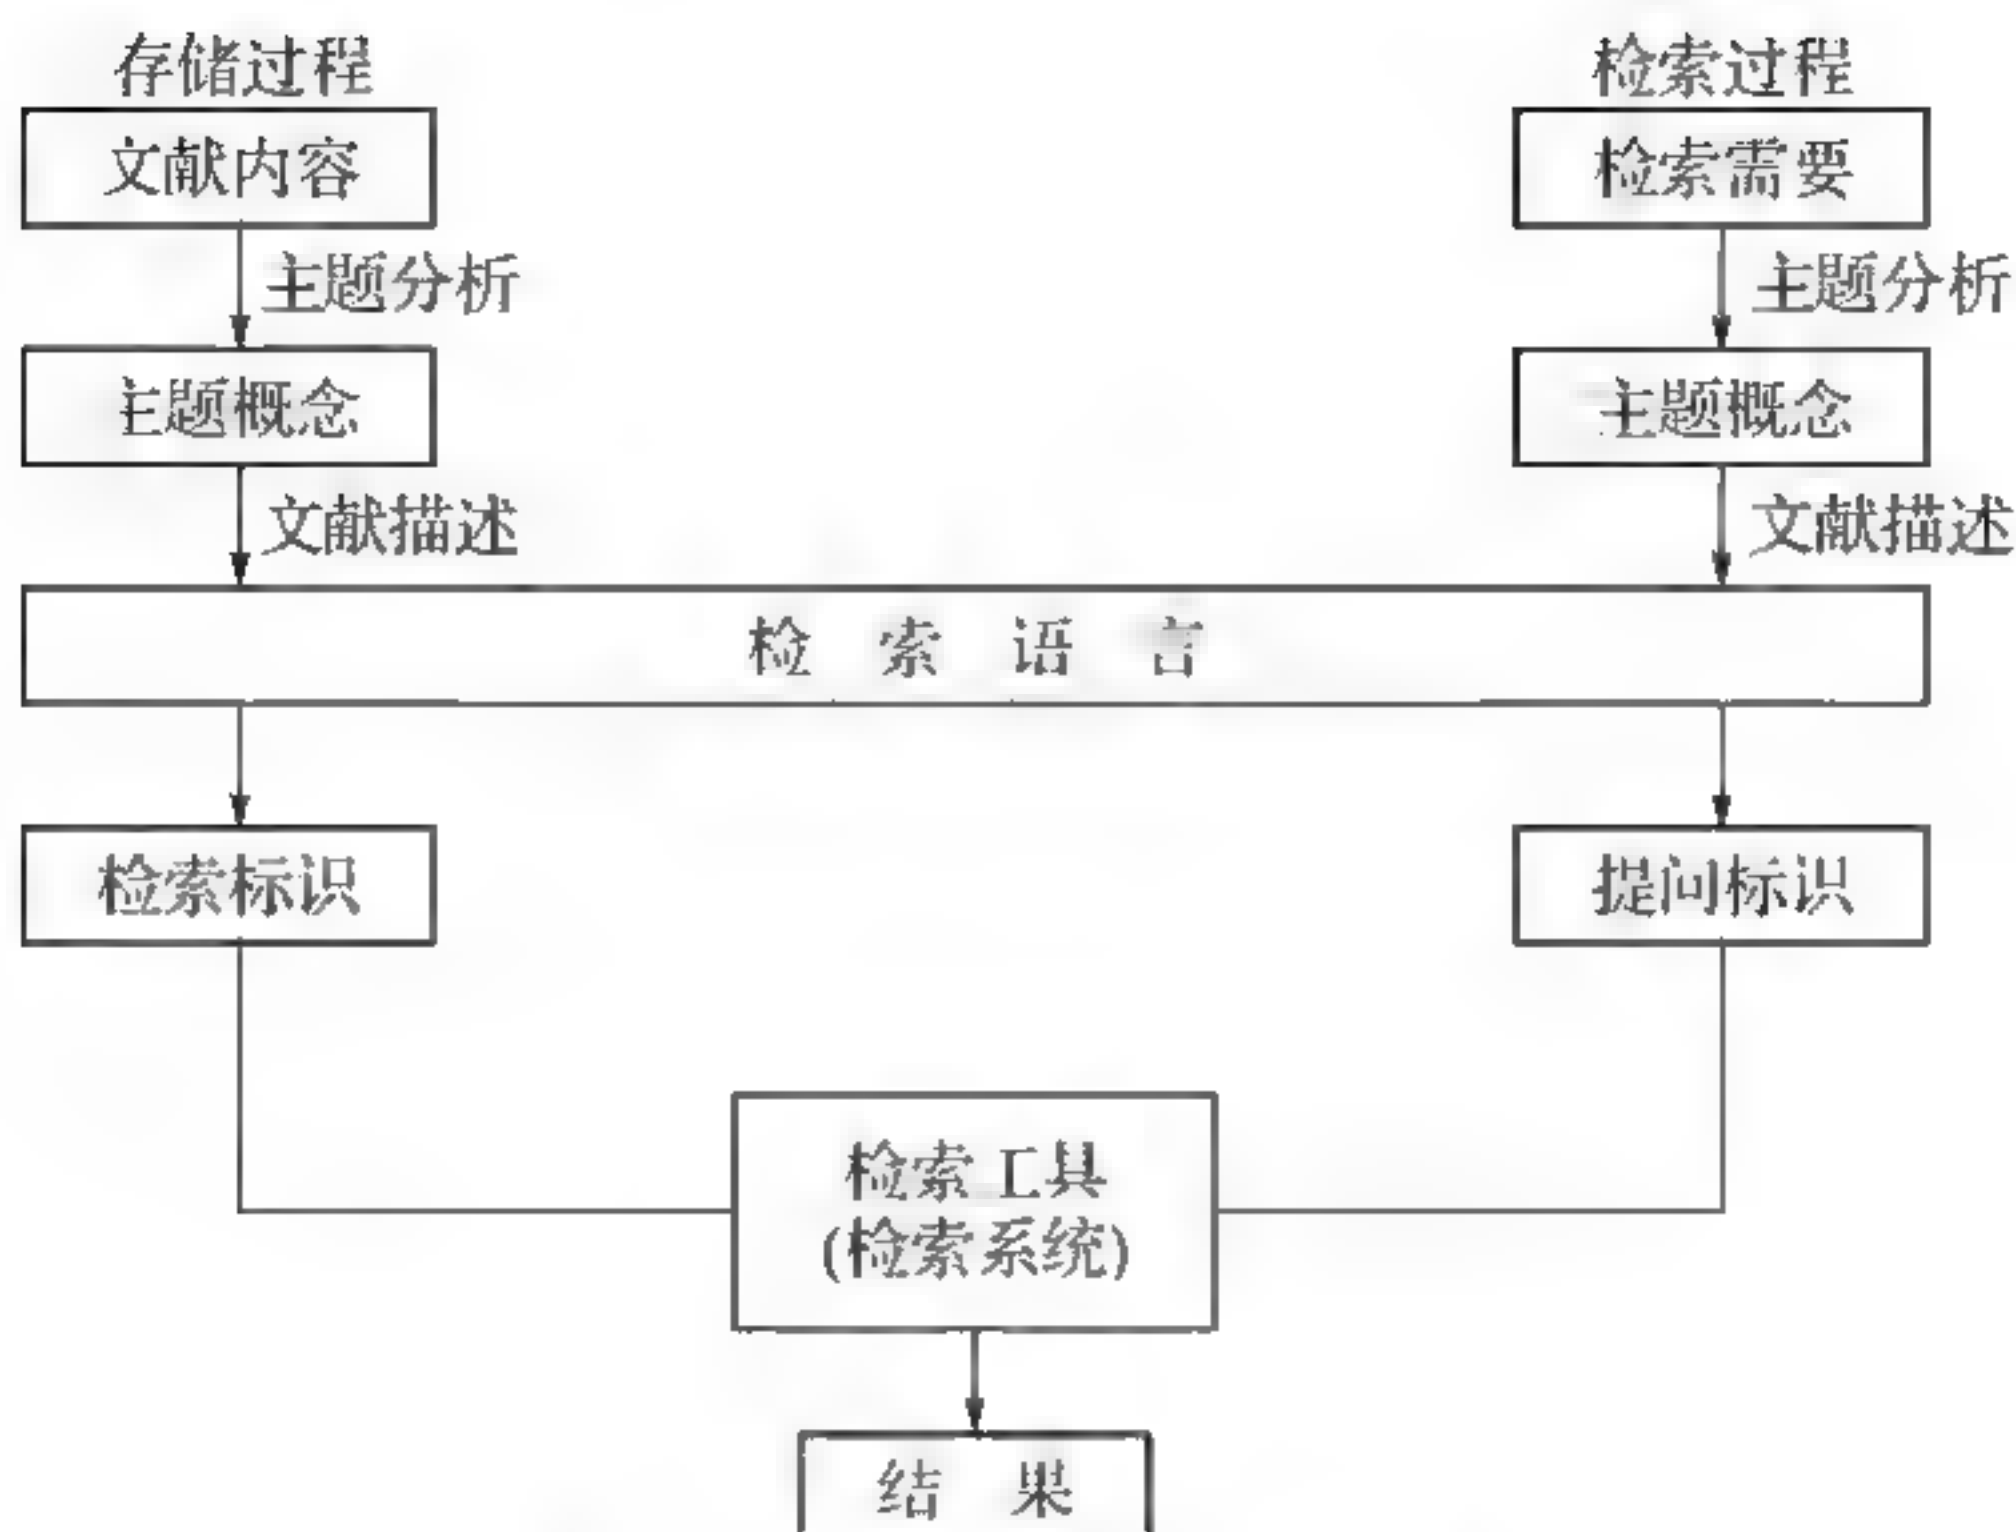 存储过程
检索过程
文献内容
检索需要
主题分析
主题分析
主题概念
主题概念
文献描述
文献描述
检 索 语 言
检索标识
提问标识
检索工具
(检索系统)
结 果